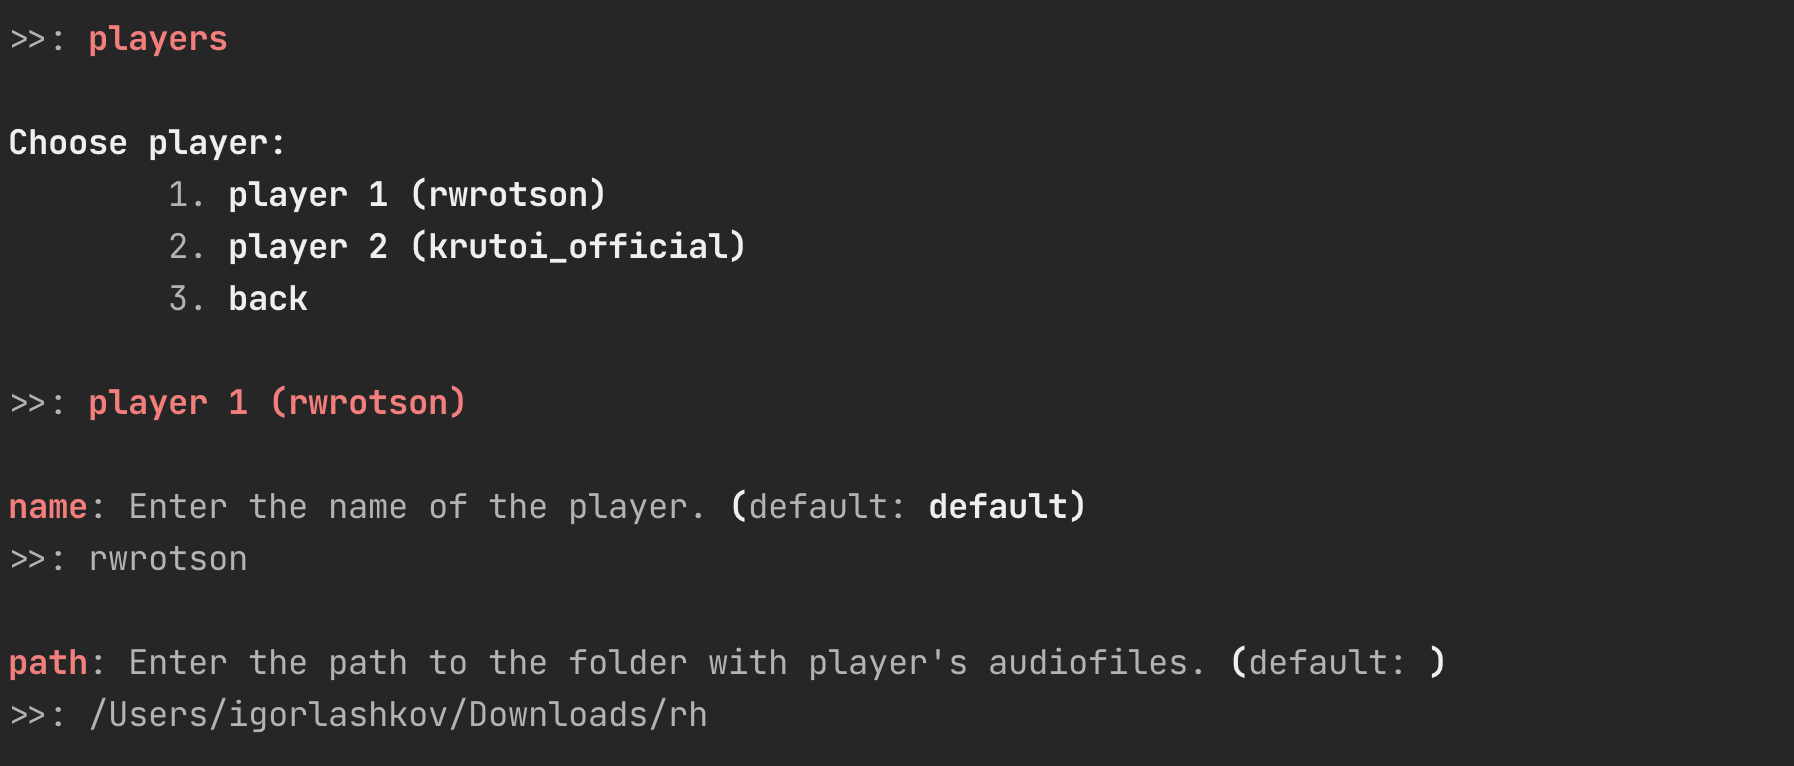 >>: players
Choose player:
1. player 1 (rwrotson)
2. player 2 (krutoi_official)
3. back
>>: player 1 (rwrotson)
name: Enter the name of the player. (default: default)
>>: rwrotson
path: Enter the path to the folder with player's audiofiles. (default: )
>>: /Users/igorlashkov/Downloads/rh